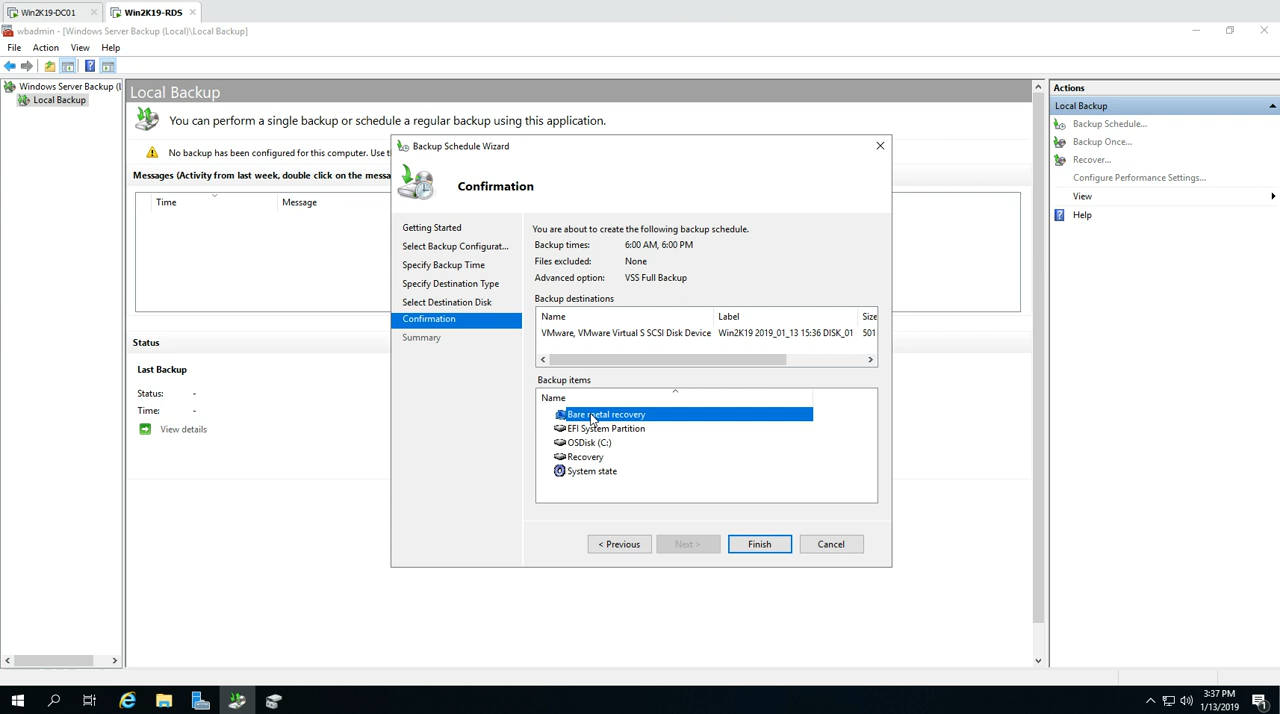 Win2K19-DC01
Win2K19-RDS
wbadmin - [Windows Server Backup (Local)\Local Backup]
File Action View Help
Windows Server Backup (L
Local Backup
Local Backup
You can perform a single backup or schedule a regular backup using this application.
No backup has been configured for this computer. Use t
Messages (Activity from last week, double click on the messa
Time Message
Status
Last Backup
Status: -
Time: -
View details
Backup Schedule Wizard
Confirmation
Getting Started
Select Backup Configurat...
Specify Backup Time
Specify Destination Type
Select Destination Disk
Confirmation
Summary
You are about to create the following backup schedule.
Backup times: 6:00 AM, 6:00 PM
Files excluded: None
Advanced option: VSS Full Backup
Backup destinations
Name Label Size
VMware, VMware Virtual S SCSI Disk Device Win2K19 2019_01_13 15:36 DISK_01 501
Backup items
Name
Bare metal recovery
EFI System Partition
OSDisk (C:)
Recovery
System state
< Previous Next > Finish Cancel
Actions
Local Backup
Backup Schedule...
Backup Once...
Recover...
Configure Performance Settings...
View
Help
3:37 PM
1/13/2019
1